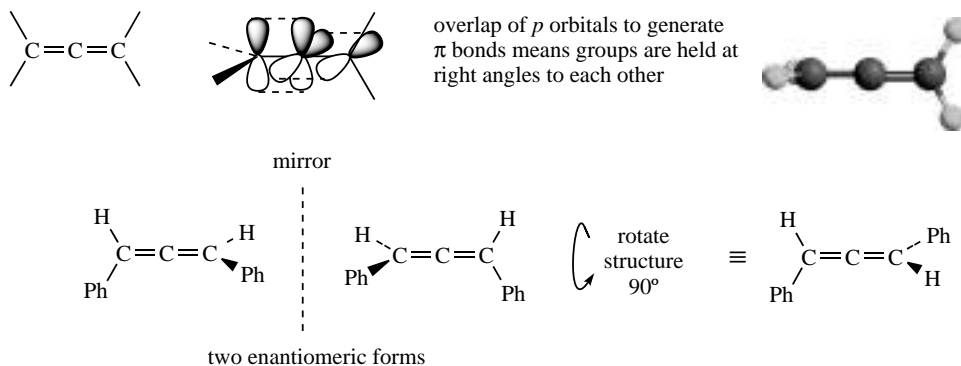 C=C=C
overlap of p orbitals to generate
π bonds means groups are held at
right angles to each other
mirror
H
C=C=C
H
Ph
Ph
H
C=C=C
H
Ph
Ph
rotate
structure
90º
≡
H
C=C=C
Ph
Ph
H
two enantiomeric forms